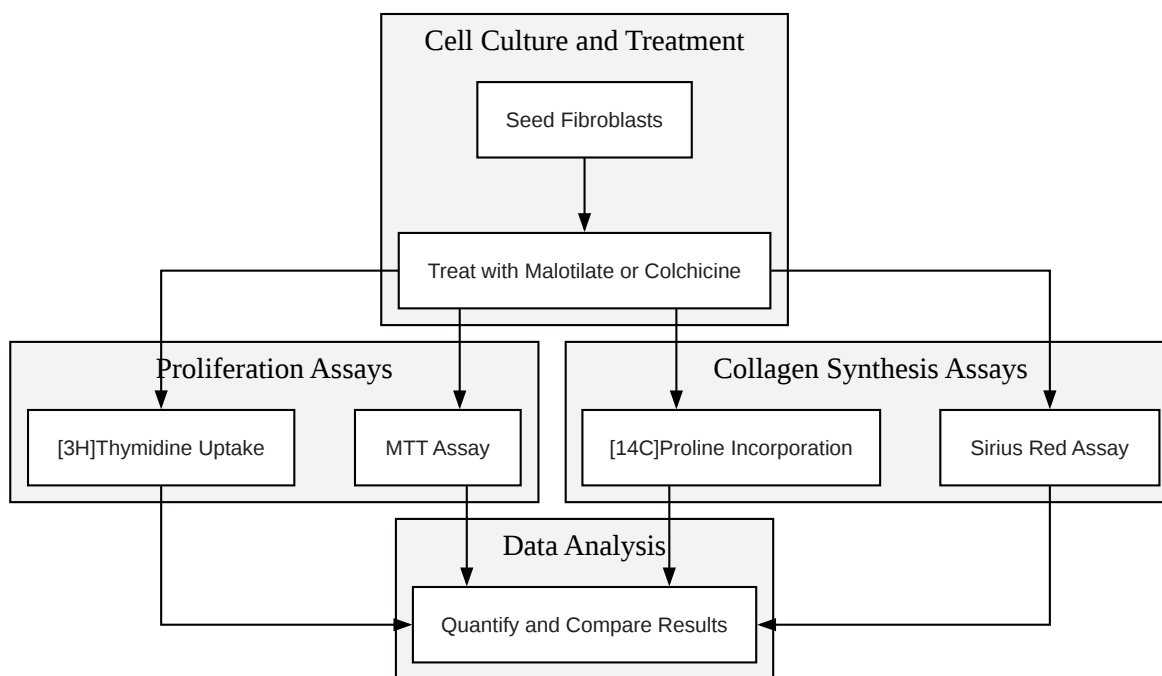 Cell Culture and Treatment
Seed Fibroblasts
Treat with Malotilate or Colchicine
Proliferation Assays
Collagen Synthesis Assays
[3H]Thymidine Uptake
MTT Assay
[14C]Proline Incorporation
Sirius Red Assay
Data Analysis
Quantify and Compare Results